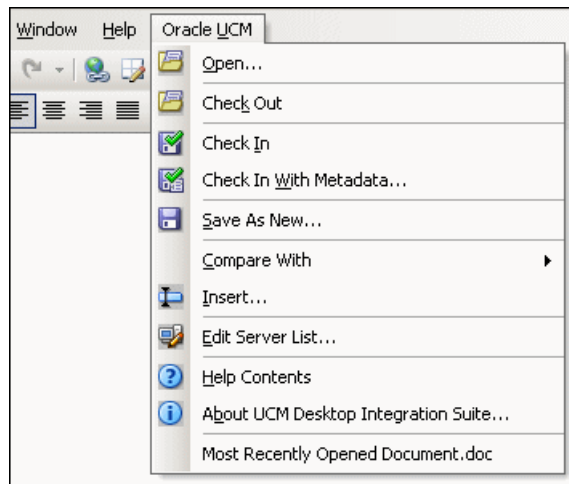 Window Help Oracle UCM
Open...
Check Out
Check In
Check In With Metadata...
Save As New...
Compare With
Insert...
Edit Server List...
Help Contents
About UCM Desktop Integration Suite...
Most Recently Opened Document.doc